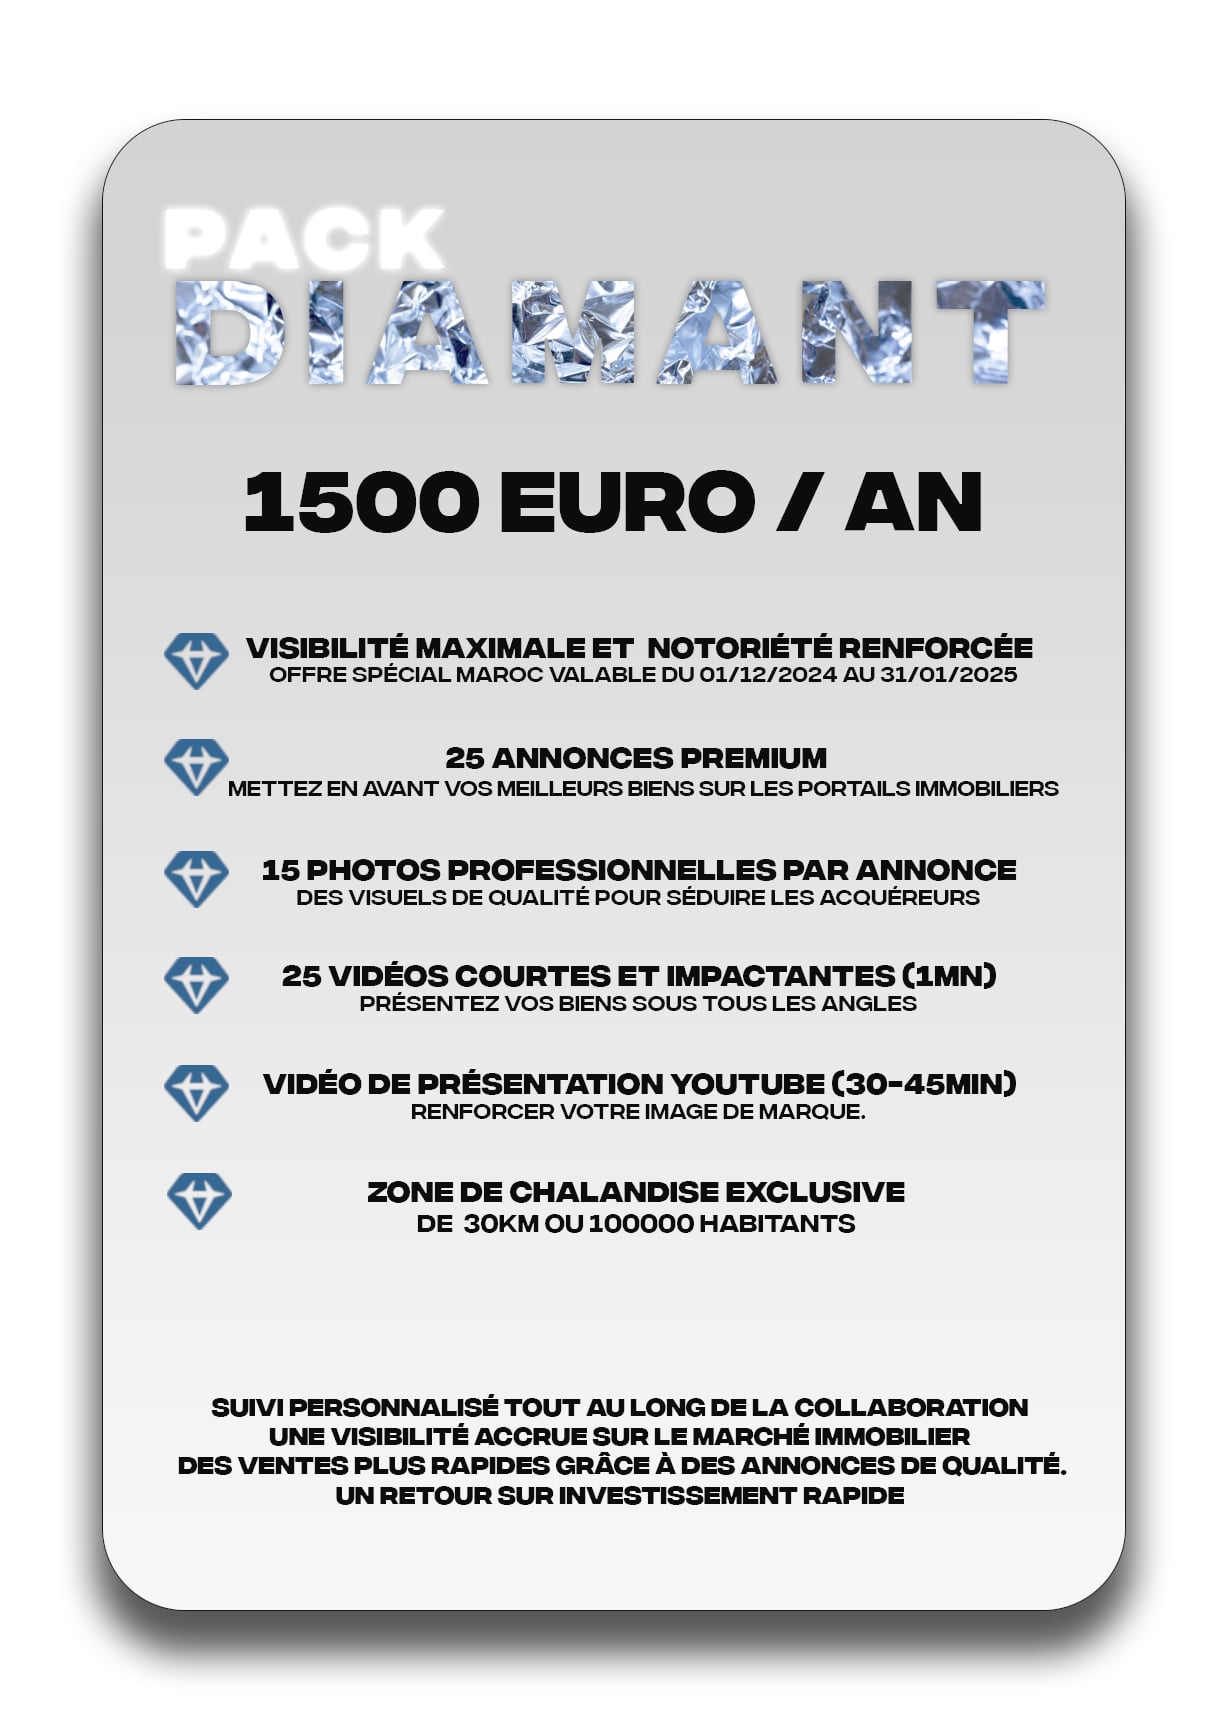 PACK
DIAMANT
1500 EURO / AN
VISIBILITÉ MAXIMALE ET  NOTORIÉTÉ RENFORCÉE
OFFRE SPÉCIAL MAROC VALABLE DU 01/12/2024 AU 31/01/2025
25 ANNONCES PREMIUM
METTEZ EN AVANT VOS MEILLEURS BIENS SUR LES PORTAILS IMMOBILIERS
15 PHOTOS PROFESSIONNELLES PAR ANNONCE
DES VISUELS DE QUALITÉ POUR SÉDUIRE LES ACQUÉREURS
25 VIDÉOS COURTES ET IMPACTANTES (1MN)
PRÉSENTEZ VOS BIENS SOUS TOUS LES ANGLES
VIDÉO DE PRÉSENTATION YOUTUBE (30-45MIN)
RENFORCER VOTRE IMAGE DE MARQUE.
ZONE DE CHALANDISE EXCLUSIVE
DE  30KM OU 100000 HABITANTS
SUIVI PERSONNALISÉ TOUT AU LONG DE LA COLLABORATION
UNE VISIBILITÉ ACCRUE SUR LE MARCHÉ IMMOBILIER
DES VENTES PLUS RAPIDES GRÂCE À DES ANNONCES DE QUALITÉ.
UN RETOUR SUR INVESTISSEMENT RAPIDE